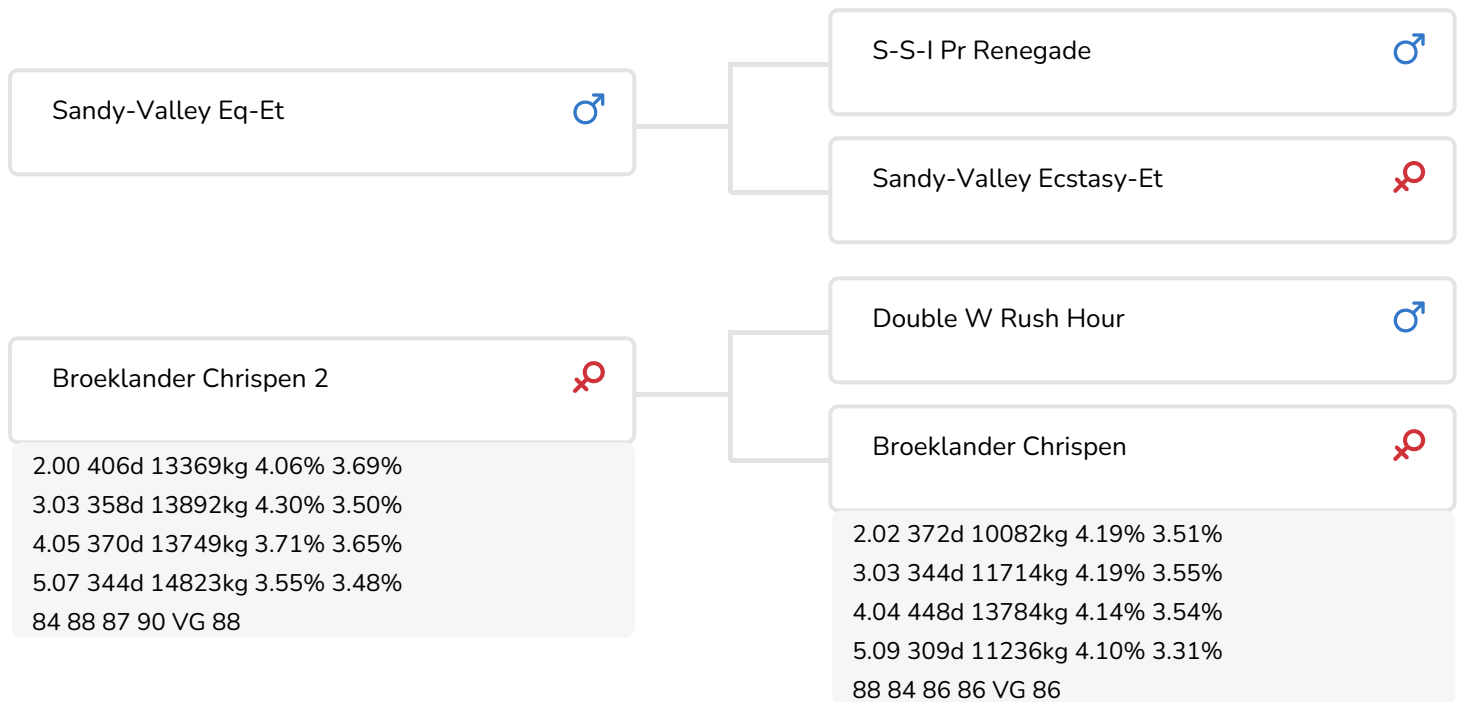 Sandy-Valley Eq-Et
S-S-I Pr Renegade
Sandy-Valley Ecstasy-Et
Broeklander Chrispen 2
2.00 406d 13369kg 4.06% 3.69%
3.03 358d 13892kg 4.30% 3.50%
4.05 370d 13749kg 3.71% 3.65%
5.07 344d 14823kg 3.55% 3.48%
84 88 87 90 VG 88
Double W Rush Hour
Broeklander Chrispen
2.02 372d 10082kg 4.19% 3.51%
3.03 344d 11714kg 4.19% 3.55%
4.04 448d 13784kg 4.14% 3.54%
5.09 309d 11236kg 4.10% 3.31%
88 84 86 86 VG 86